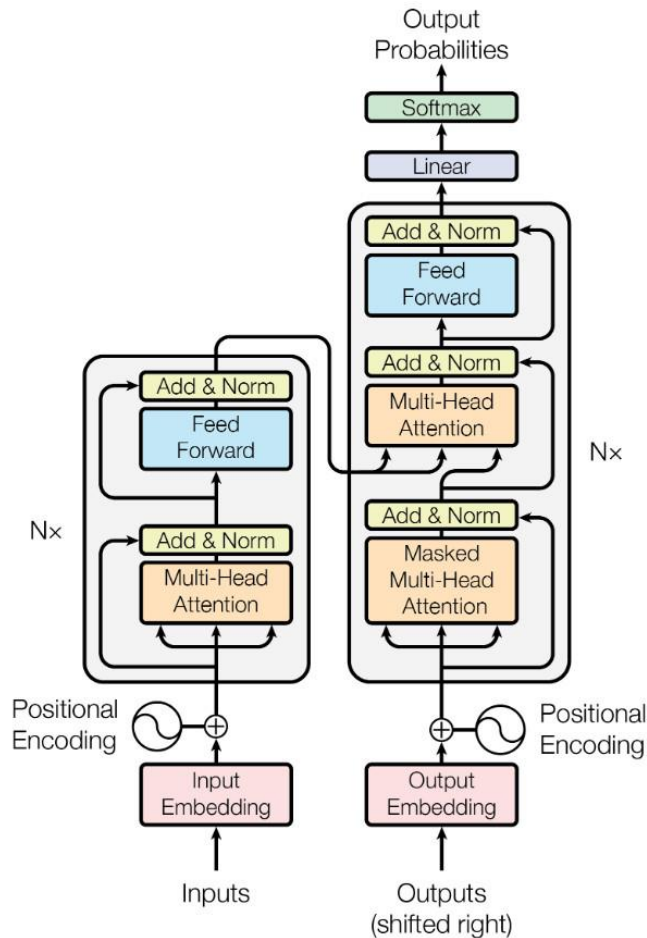 Output
Probabilities
Softmax
Linear
Add & Norm
Feed
Forward
Add & Norm
Multi-Head
Attention
Nx
Add & Norm
Masked
Multi-Head
Attention
Add & Norm
Feed
Forward
Nx
Add & Norm
Multi-Head
Attention
Positional
Encoding
Positional
Encoding
Input
Embedding
Output
Embedding
Inputs
Outputs
(shifted right)